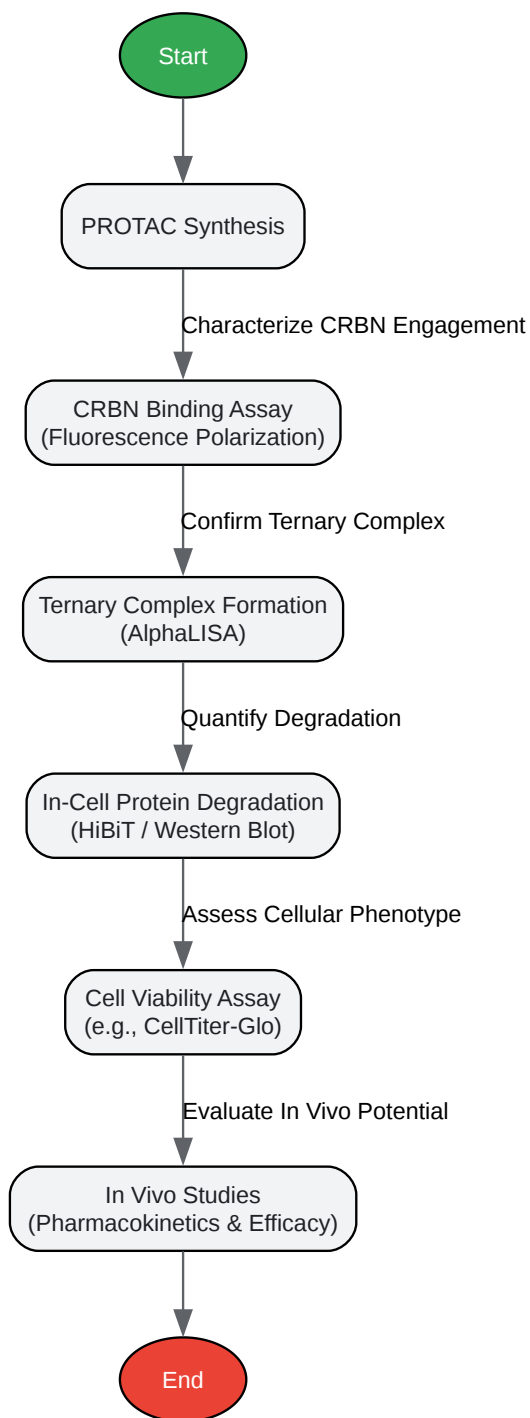 Start
PROTAC Synthesis
Characterize CRBN Engagement
CRBN Binding Assay
(Fluorescence Polarization)
Confirm Ternary Complex
Ternary Complex Formation
(AlphaLISA)
Quantify Degradation
In-Cell Protein Degradation
(HiBiT / Western Blot)
Assess Cellular Phenotype
Cell Viability Assay
(e.g., CellTiter-Glo)
Evaluate In Vivo Potential
In Vivo Studies
(Pharmacokinetics & Efficacy)
End